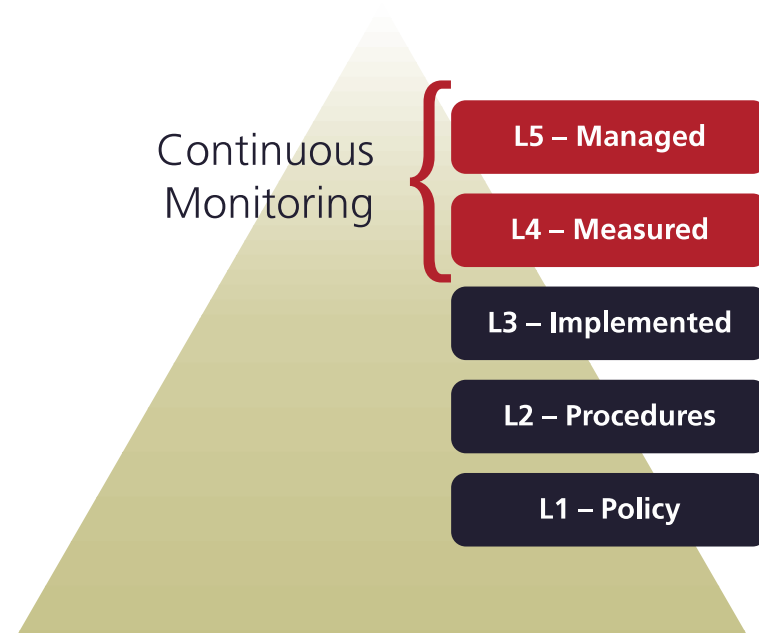 Continuous
Monitoring
L5 – Managed
L4 – Measured
L3 – Implemented
L2 – Procedures
L1 – Policy